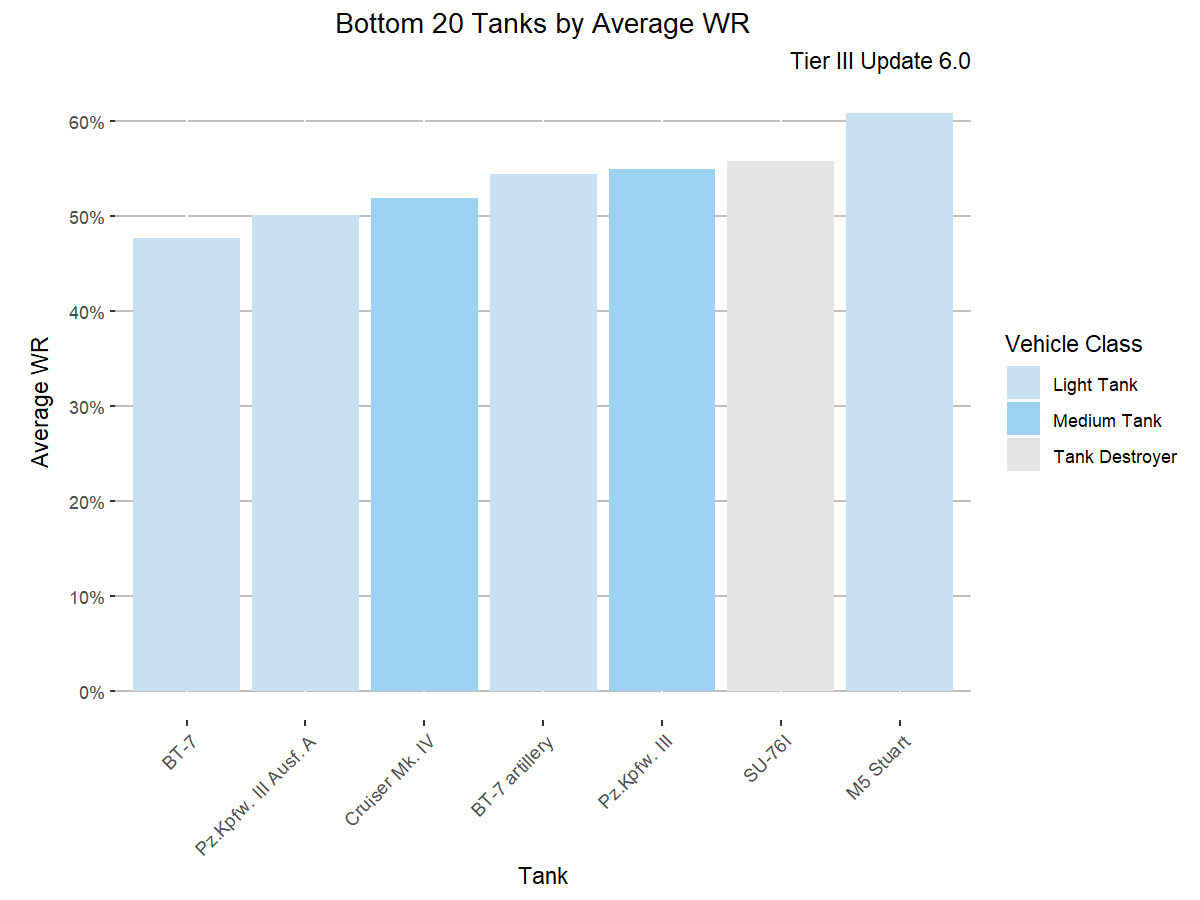 Bottom 20 Tanks by Average WR
Tier III Update 6.0
Average WR
60%
50%
40%
30%
20%
10%
0%
BT-7
Pz.Kpfw. III Ausf. A
Cruiser Mk. IV
BT-7 artillery
Pz.Kpfw. III
SU-76I
M5 Stuart
Tank
Vehicle Class
Light Tank
Medium Tank
Tank Destroyer